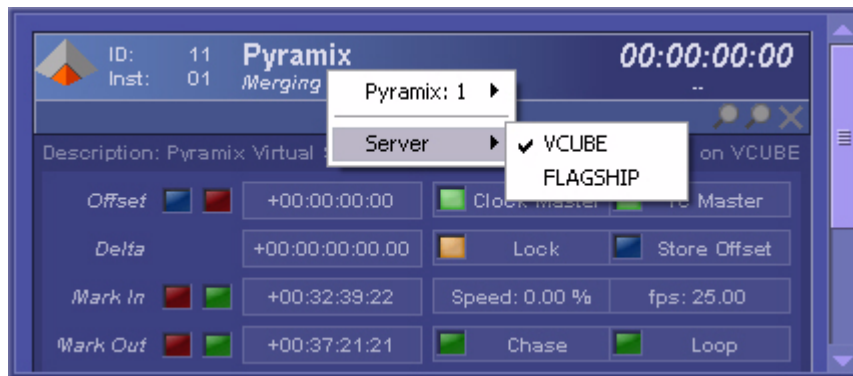 ID: 11 Pyramix 00:00:00:00
Inst: 01 Merging --
Pyramix: 1
Server
VCUBE
FLAGSHIP
Description: Pyramix Virtual on VCUBE
Offset +00:00:00:00 Clock Master TC Master
Delta +00:00:00:00.00 Lock Store Offset
Mark In +00:32:39:22 Speed: 0.00 % fps: 25.00
Mark Out +00:37:21:21 Chase Loop